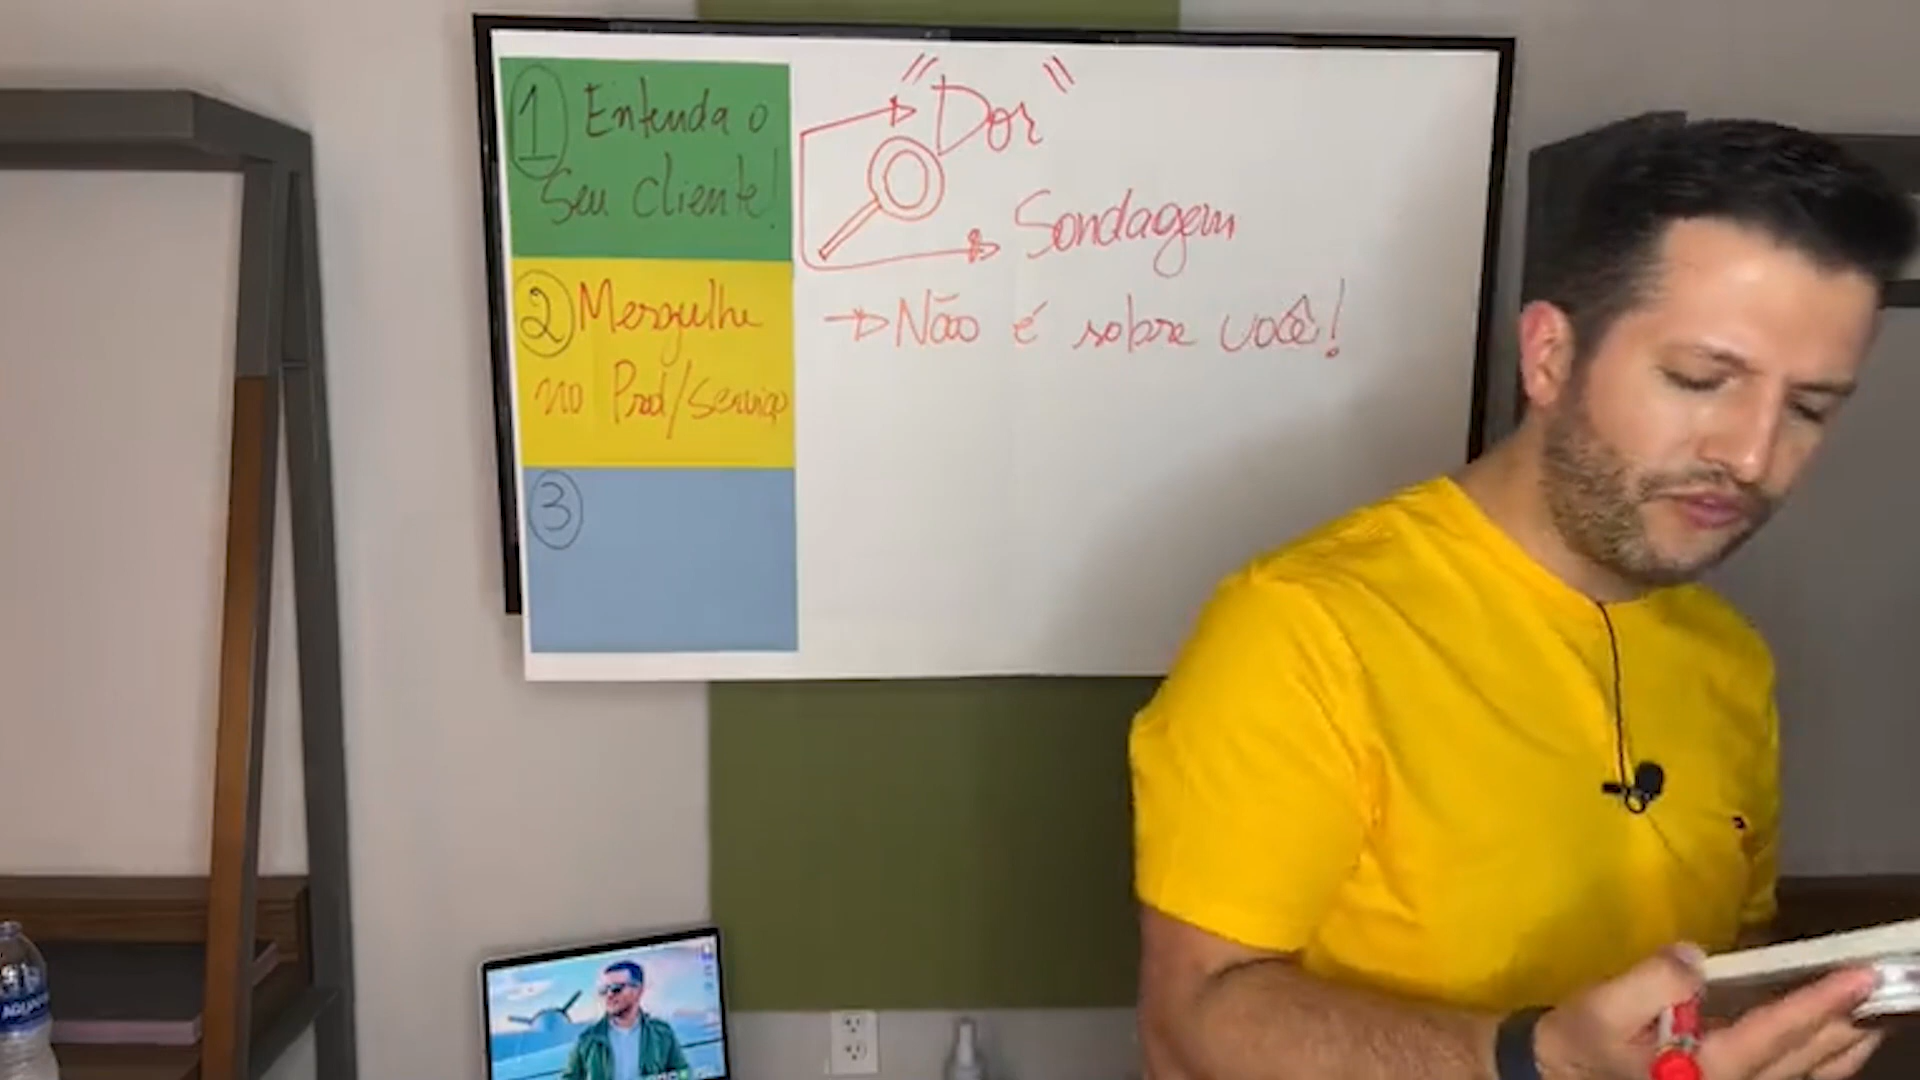 1 Entenda o
Seu Cliente!
"Dor"
Sondagem
2 Mergulhe
no Prod/Serviço
→ Não é sobre você!
3